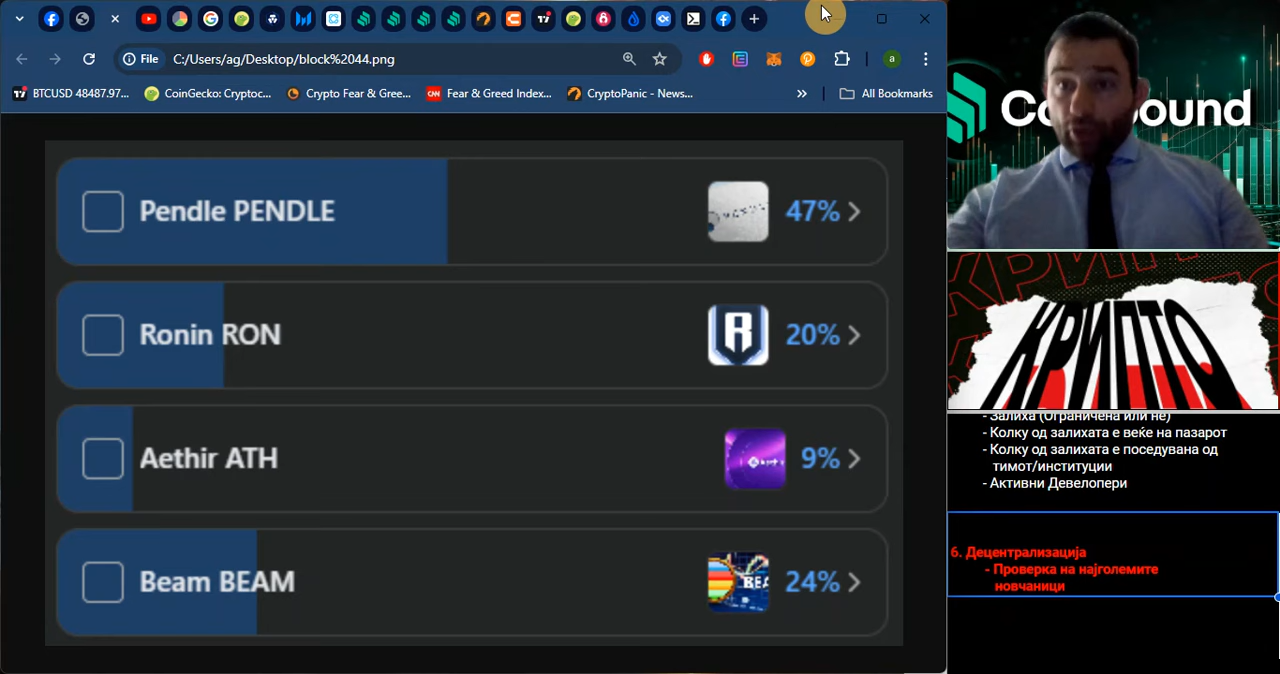 File
C:/Users/ag/Desktop/block%2044.png
a
BTCUSD 48487.97...
CoinGecko: Cryptoc...
Crypto Fear & Gree...
CNN
Fear & Greed Index...
CryptoPanic - News...
»
All Bookmarks
Pendle PENDLE
47%
Ronin RON
R
20%
Aethir ATH
9%
Beam BEAM
24%
КРИПТО
- Залиха (Ограничена или не)
- Колку од залихата е веќе на пазарот
- Колку од залихата е поседувана од
тимот/институции
- Активни Девелопери
6. Децентрализација
- Проверка на најголемите
новчаници